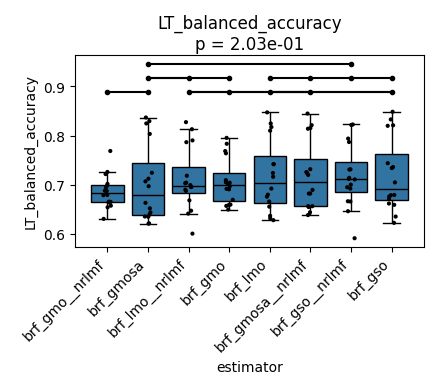 LT_balanced_accuracy
p = 2.03e-01
LT_balanced_accuracy
0.9
0.8
0.7
0.6
brf_gmo__nrlmf
brf_gmosa
brf_lmo__nrlmf
brf_gmo
brf_lmo
brf_gmosa__nrlmf
brf_gso__nrlmf
brf_gso
estimator